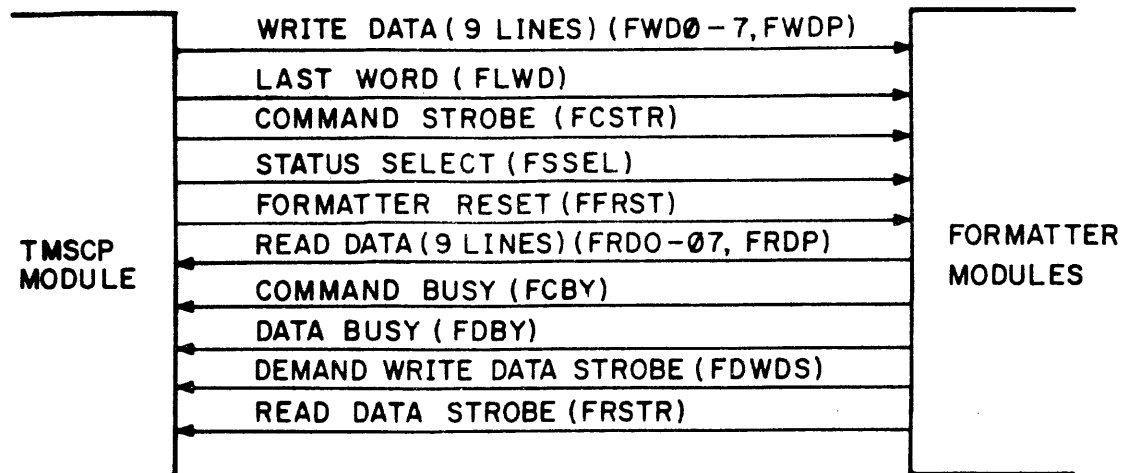 WRITE DATA(9 LINES)(FWDØ-7,FWDP)
LAST WORD (FLWD)
COMMAND STROBE (FCSTR)
STATUS SELECT (FSSEL)
FORMATTER RESET (FFRST)
READ DATA(9 LINES)(FRDO-Ø7, FRDP)
COMMAND BUSY (FCBY)
DATA BUSY (FDBY)
DEMAND WRITE DATA STROBE (FDWDS)
READ DATA STROBE (FRSTR)
TMSCP
MODULE
FORMATTER
MODULES